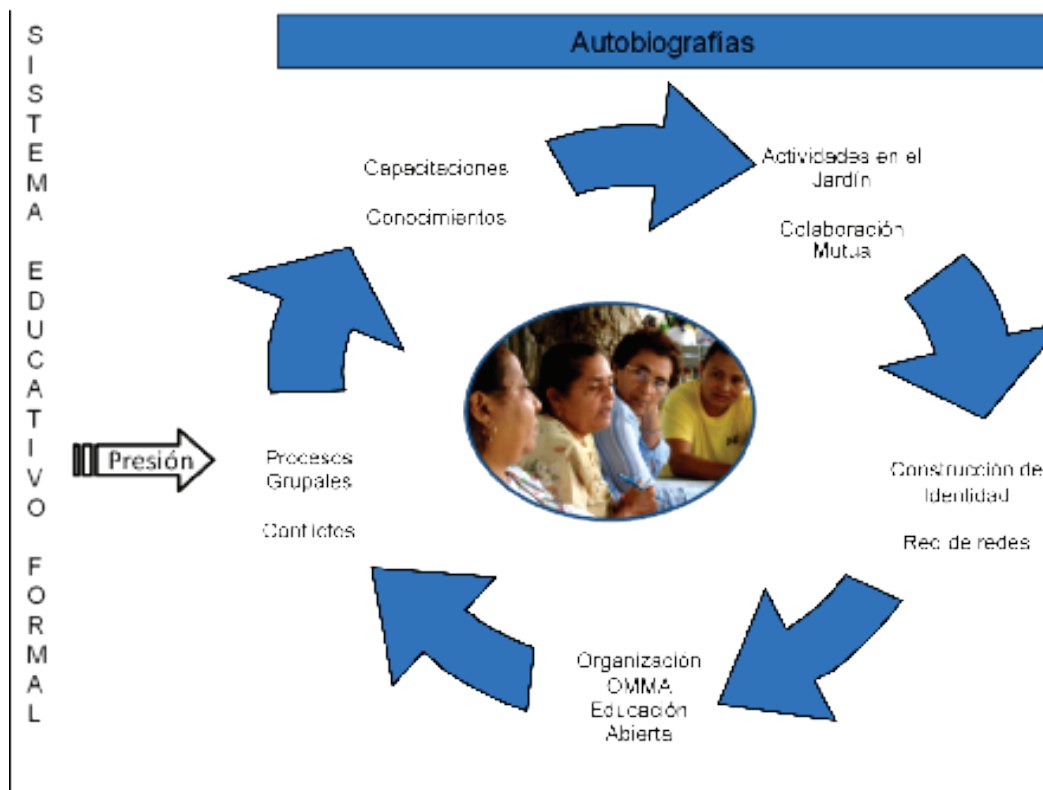 SISTEMA EDUCATIVO FORMAL
Autobiografías
Capacitaciones
Conocimientos
Actividades en el
Jardín
Colaboración
Mutua
Presión
Procesos
Grupales
Conflictos
Construcción de
Identidad
Red de redes
Organización
OMMA
Educación
Abierta